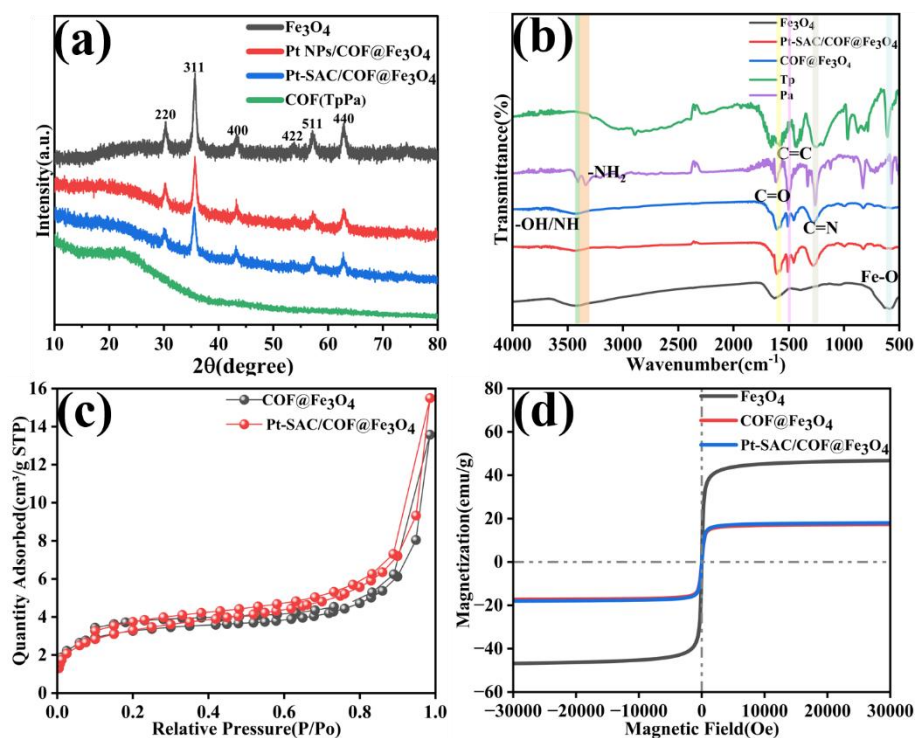 (a)
Fe₃O₄
Pt NPs/COF@Fe₃O₄
Pt-SAC/COF@Fe₃O₄
COF(TpPa)
220
311
400
422
511
440
Intensity(a.u.)
10 20 30 40 50 60 70 80
2θ(degree)
(b)
Fe₃O₄
Pt-SAC/COF@Fe₃O₄
COF@Fe₃O₄
Tp
Pa
C=C
-NH₂
C=O
-OH/NH
C=N
Fe-O
Transmittance(%)
4000 3500 3000 2500 2000 1500 1000 500
Wavenumber(cm⁻¹)
(c)
COF@Fe₃O₄
Pt-SAC/COF@Fe₃O₄
Quantity Adsorbed(cm³/g STP)
16
14
12
10
8
6
4
2
0
0.0 0.2 0.4 0.6 0.8 1.0
Relative Pressure(P/Po)
(d)
Fe₃O₄
COF@Fe₃O₄
Pt-SAC/COF@Fe₃O₄
Magnetization(emu/g)
80
60
40
20
0
−20
−40
−60
−30000 −20000 −10000 0 10000 20000 30000
Magnetic Field(Oe)